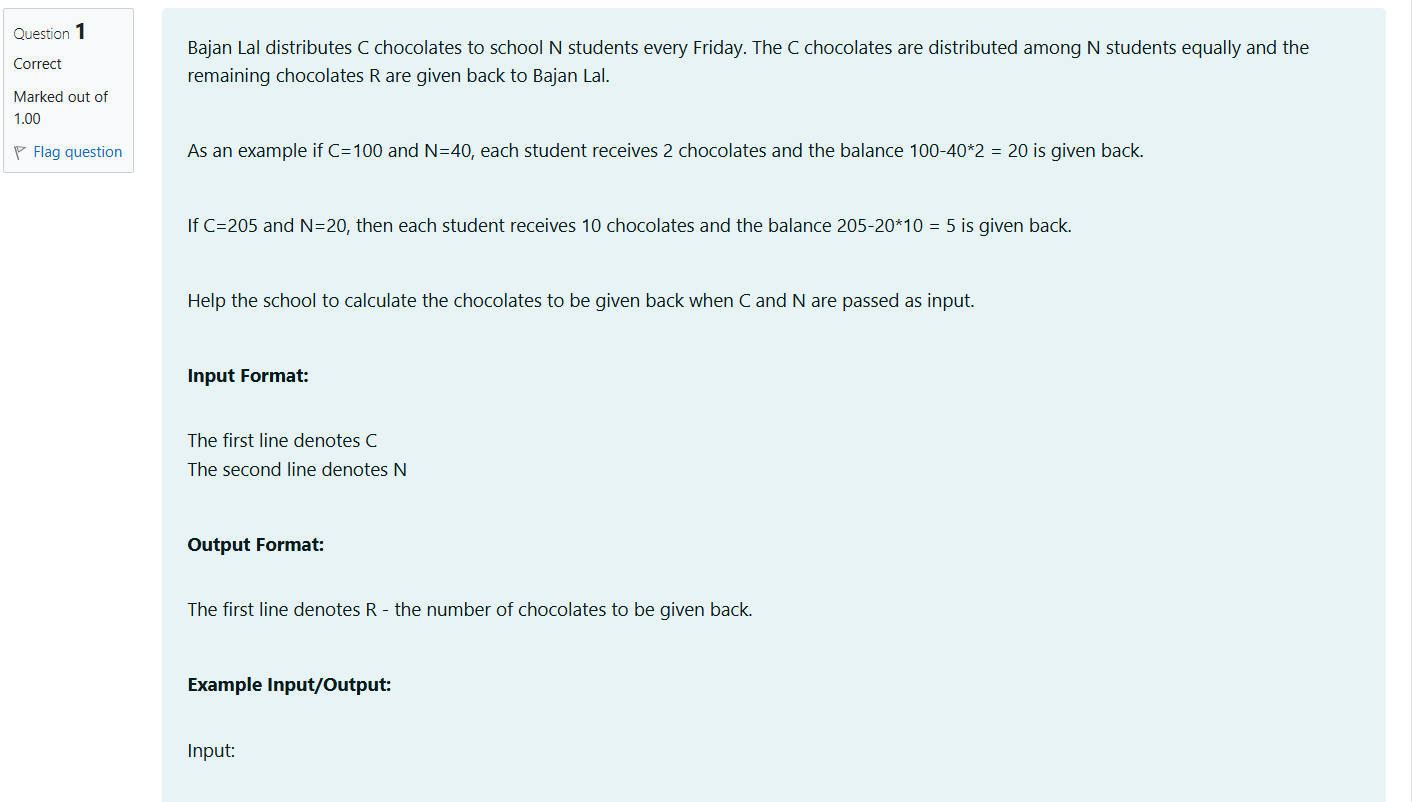 Question 1
Correct
Marked out of
1.00
Flag question
Bajan Lal distributes C chocolates to school N students every Friday. The C chocolates are distributed among N students equally and the
remaining chocolates R are given back to Bajan Lal.
As an example if C=100 and N=40, each student receives 2 chocolates and the balance 100-40*2 = 20 is given back.
If C=205 and N=20, then each student receives 10 chocolates and the balance 205-20*10 = 5 is given back.
Help the school to calculate the chocolates to be given back when C and N are passed as input.
Input Format:
The first line denotes C
The second line denotes N
Output Format:
The first line denotes R - the number of chocolates to be given back.
Example Input/Output:
Input: